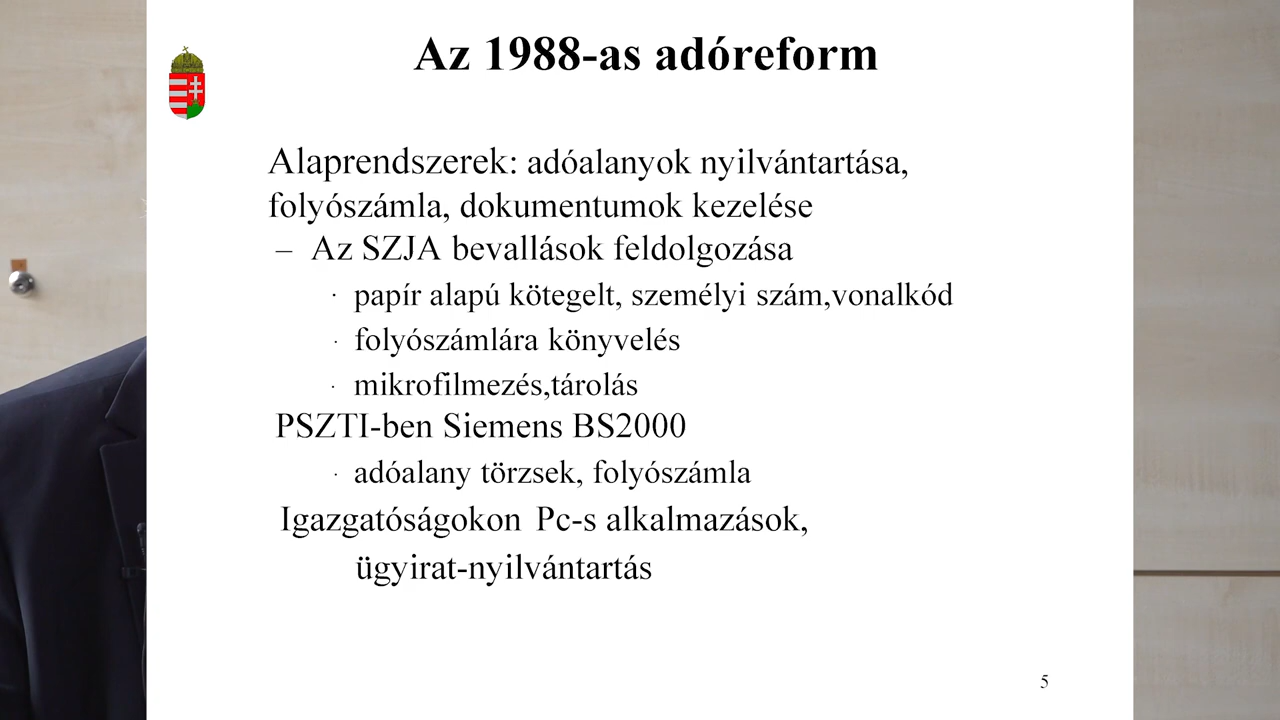 Az 1988-as adóreform
Alaprendszerek: adóalanyok nyilvántartása,
folyószámla, dokumentumok kezelése
– Az SZJA bevallások feldolgozása
· papír alapú kötegelt, személyi szám,vonalkód
· folyószámlára könyvelés
· mikrofilmezés,tárolás
PSZTI-ben Siemens BS2000
· adóalany törzsek, folyószámla
Igazgatóságokon Pc-s alkalmazások,
ügyirat-nyilvántartás
5